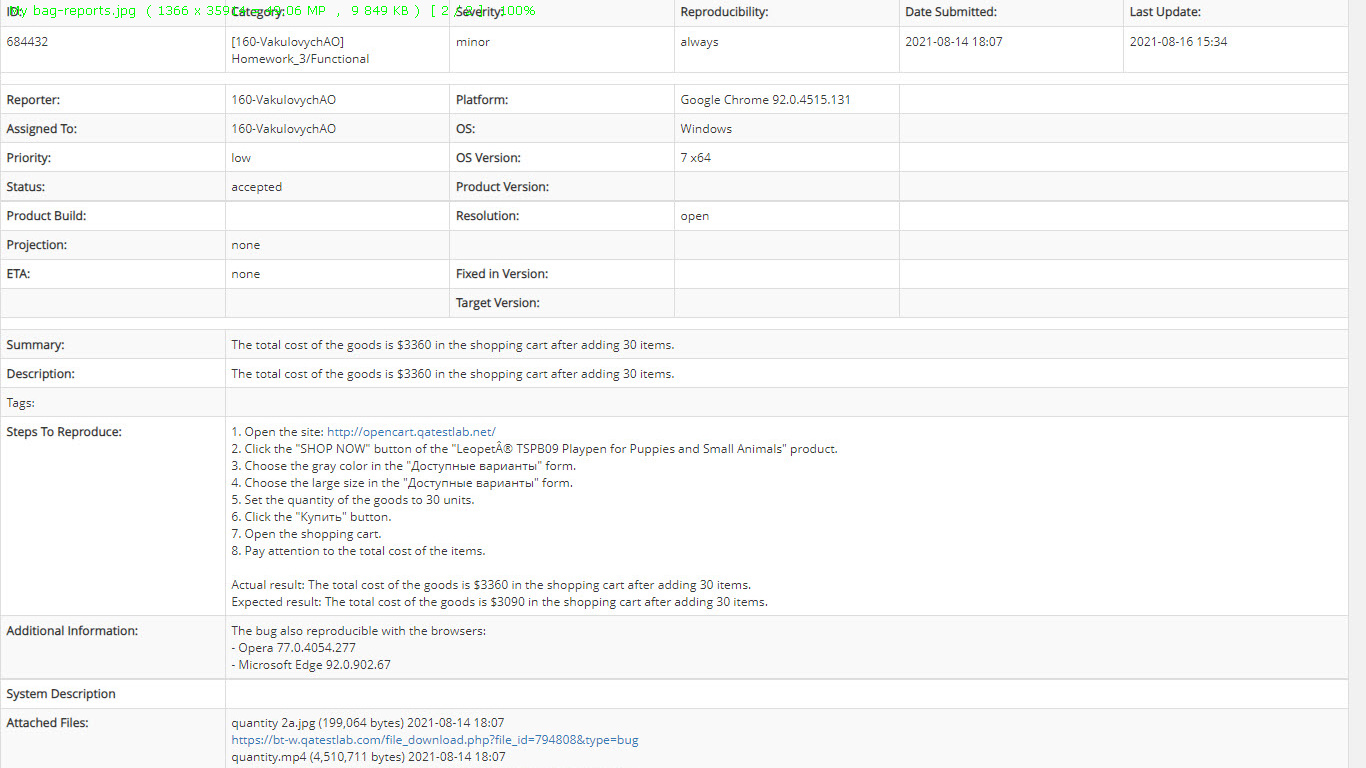 My bag-reports.jpg ( 1366 x 359 06 MP , 9 849 KB ) [ 2 / 100%
ID: Category: Severity: Reproducibility: Date Submitted: Last Update:
684432 [160-VakulovychAO] minor always 2021-08-14 18:07 2021-08-16 15:34
Homework_3/Functional
Reporter: 160-VakulovychAO Platform: Google Chrome 92.0.4515.131
Assigned To: 160-VakulovychAO OS: Windows
Priority: low OS Version: 7 x64
Status: accepted Product Version:
Product Build: Resolution: open
Projection: none
ETA: none Fixed in Version:
Target Version:
Summary: The total cost of the goods is $3360 in the shopping cart after adding 30 items.
Description: The total cost of the goods is $3360 in the shopping cart after adding 30 items.
Tags:
Steps To Reproduce: 1. Open the site: http://opencart.qatestlab.net/
2. Click the "SHOP NOW" button of the "LeopetÂ® TSPB09 Playpen for Puppies and Small Animals" product.
3. Choose the gray color in the "Доступные варианты" form.
4. Choose the large size in the "Доступные варианты" form.
5. Set the quantity of the goods to 30 units.
6. Click the "Купить" button.
7. Open the shopping cart.
8. Pay attention to the total cost of the items.
Actual result: The total cost of the goods is $3360 in the shopping cart after adding 30 items.
Expected result: The total cost of the goods is $3090 in the shopping cart after adding 30 items.
Additional Information: The bug also reproducible with the browsers:
- Opera 77.0.4054.277
- Microsoft Edge 92.0.902.67
System Description
Attached Files: quantity 2a.jpg (199,064 bytes) 2021-08-14 18:07
https://bt-w.qatestlab.com/file_download.php?file_id=794808&type=bug
quantity.mp4 (4,510,711 bytes) 2021-08-14 18:07